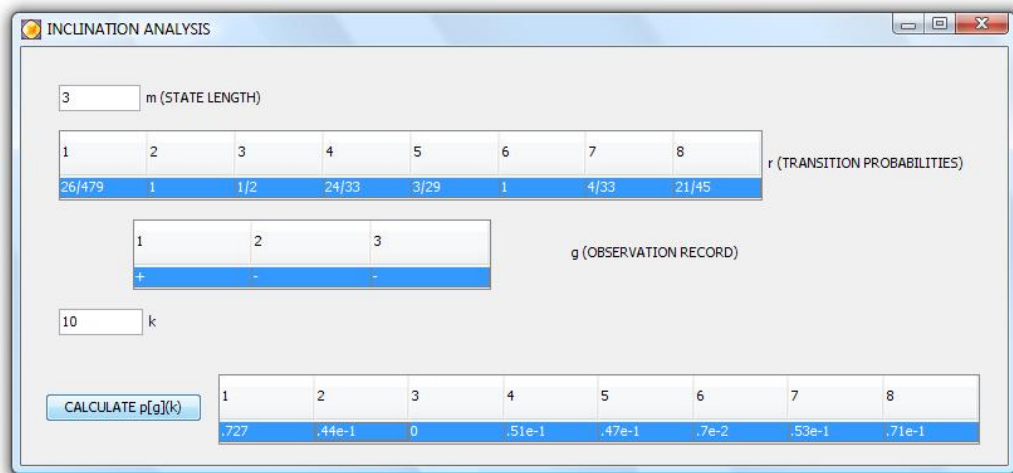 INCLINATION ANALYSIS
3 m (STATE LENGTH)
1 2 3 4 5 6 7 8
26/479 1 1/2 24/33 3/29 1 4/33 21/45
r (TRANSITION PROBABILITIES)
1 2 3
+ - -
g (OBSERVATION RECORD)
10 k
CALCULATE p[g](k)
1 2 3 4 5 6 7 8
.727 .44e-1 0 .51e-1 .47e-1 .7e-2 .53e-1 .71e-1